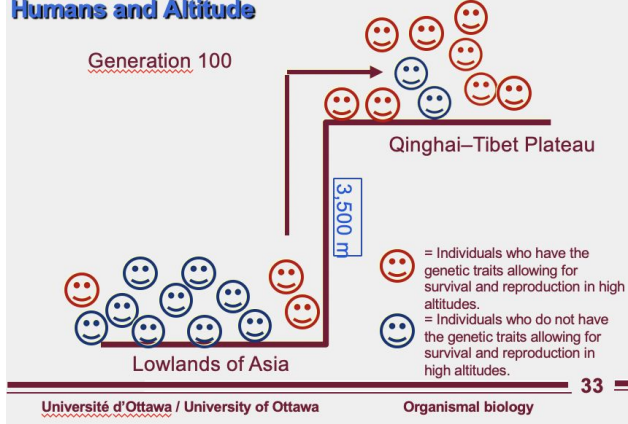 Humans and Altitude
Generation 100
Qinghai–Tibet Plateau
3,500 m
= Individuals who have the
genetic traits allowing for
survival and reproduction in high
altitudes.
= Individuals who do not have
the genetic traits allowing for
survival and reproduction in
high altitudes.
Lowlands of Asia
33
Université d'Ottawa / University of Ottawa
Organismal biology